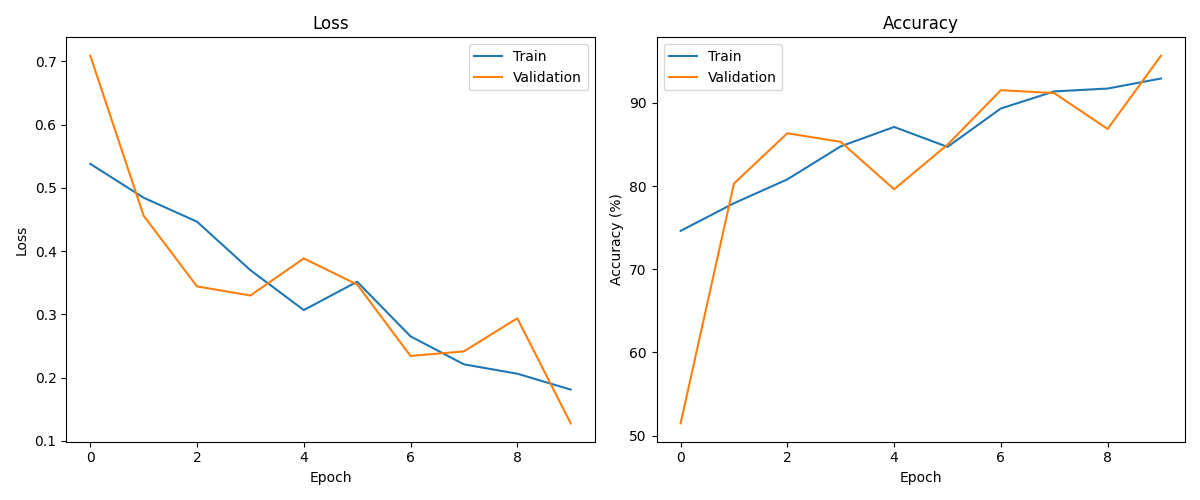 Loss
Train
Validation
0.7
0.6
0.5
0.4
0.3
0.2
0.1
Loss
0 2 4 6 8
Epoch
Accuracy
Train
Validation
90
80
70
60
50
Accuracy (%)
0 2 4 6 8
Epoch